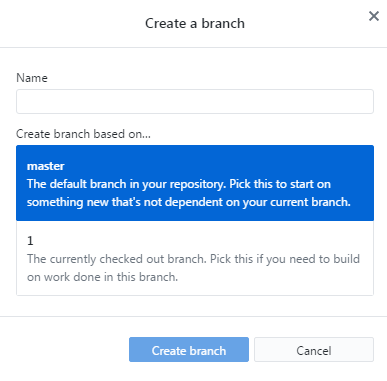 Create a branch
Name
Create branch based on...
master
The default branch in your repository. Pick this to start on
something new that's not dependent on your current branch.
1
The currently checked out branch. Pick this if you need to build
on work done in this branch.
Create branch
Cancel